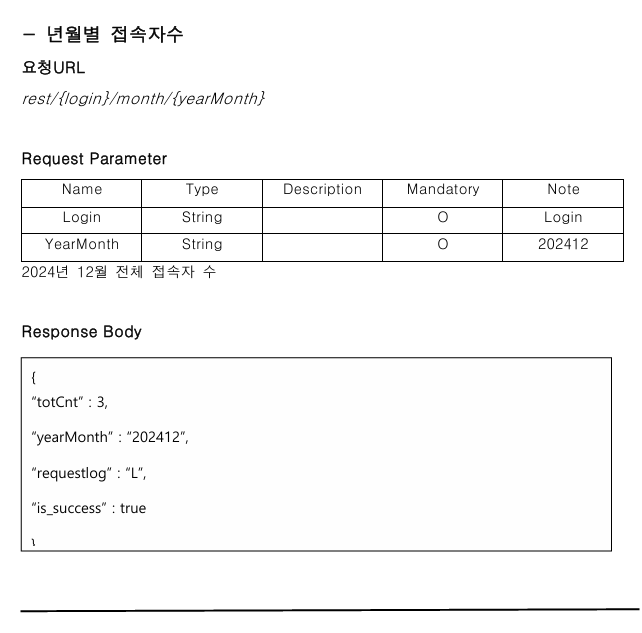 – 년월별 접속자수
요청URL
rest/{login}/month/{yearMonth}
Request Parameter
Name Type Description Mandatory Note
Login String O Login
YearMonth String O 202412
2024년 12월 전체 접속자 수
Response Body
{
“totCnt” : 3,
“yearMonth” : “202412”,
“requestlog” : “L”,
“is_success” : true
}